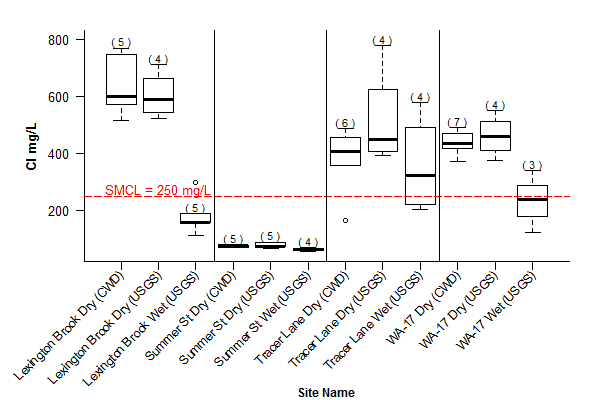 Cl mg/L
800
600
400
200
SMCL = 250 mg/L
( 5 )
( 4 )
( 5 )
( 5 )
( 5 )
( 4 )
( 6 )
( 4 )
( 4 )
( 7 )
( 4 )
( 3 )
Lexington Brook Dry (CWD)
Lexington Brook Dry (USGS)
Lexington Brook Wet (USGS)
Summer St Dry (CWD)
Summer St Dry (USGS)
Summer St Wet (USGS)
Tracer Lane Dry (CWD)
Tracer Lane Dry (USGS)
Tracer Lane Wet (USGS)
WA-17 Dry (CWD)
WA-17 Dry (USGS)
WA-17 Wet (USGS)
Site Name